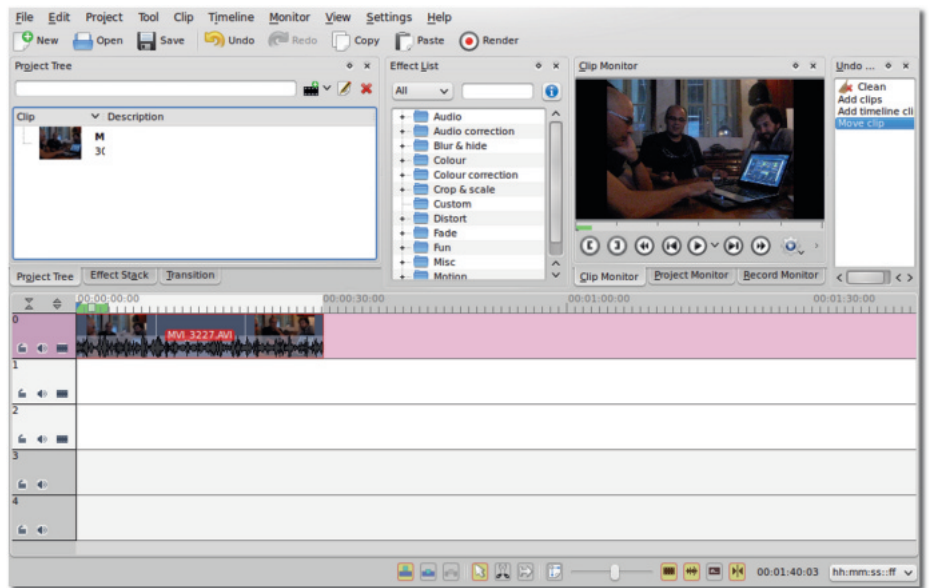 File Edit Project Tool Clip Timeline Monitor View Settings Help
New Open Save Undo Redo Copy Paste Render
Project Tree
Clip Description
M
3(
Project Tree Effect Stack Transition
Effect List
All
Audio
Audio correction
Blur & hide
Colour
Colour correction
Crop & scale
Custom
Distort
Fade
Fun
Misc
Motion
Clip Monitor
Clip Monitor Project Monitor Record Monitor
Undo ...
Clean
Add clips
Add timeline cli
Move clip
00:00:00:00 00:00:30:00 00:01:00:00 00:01:30:00
0
MVI_3227.AVI
1
2
3
4
00:01:40:03 hh:mm:ss::ff